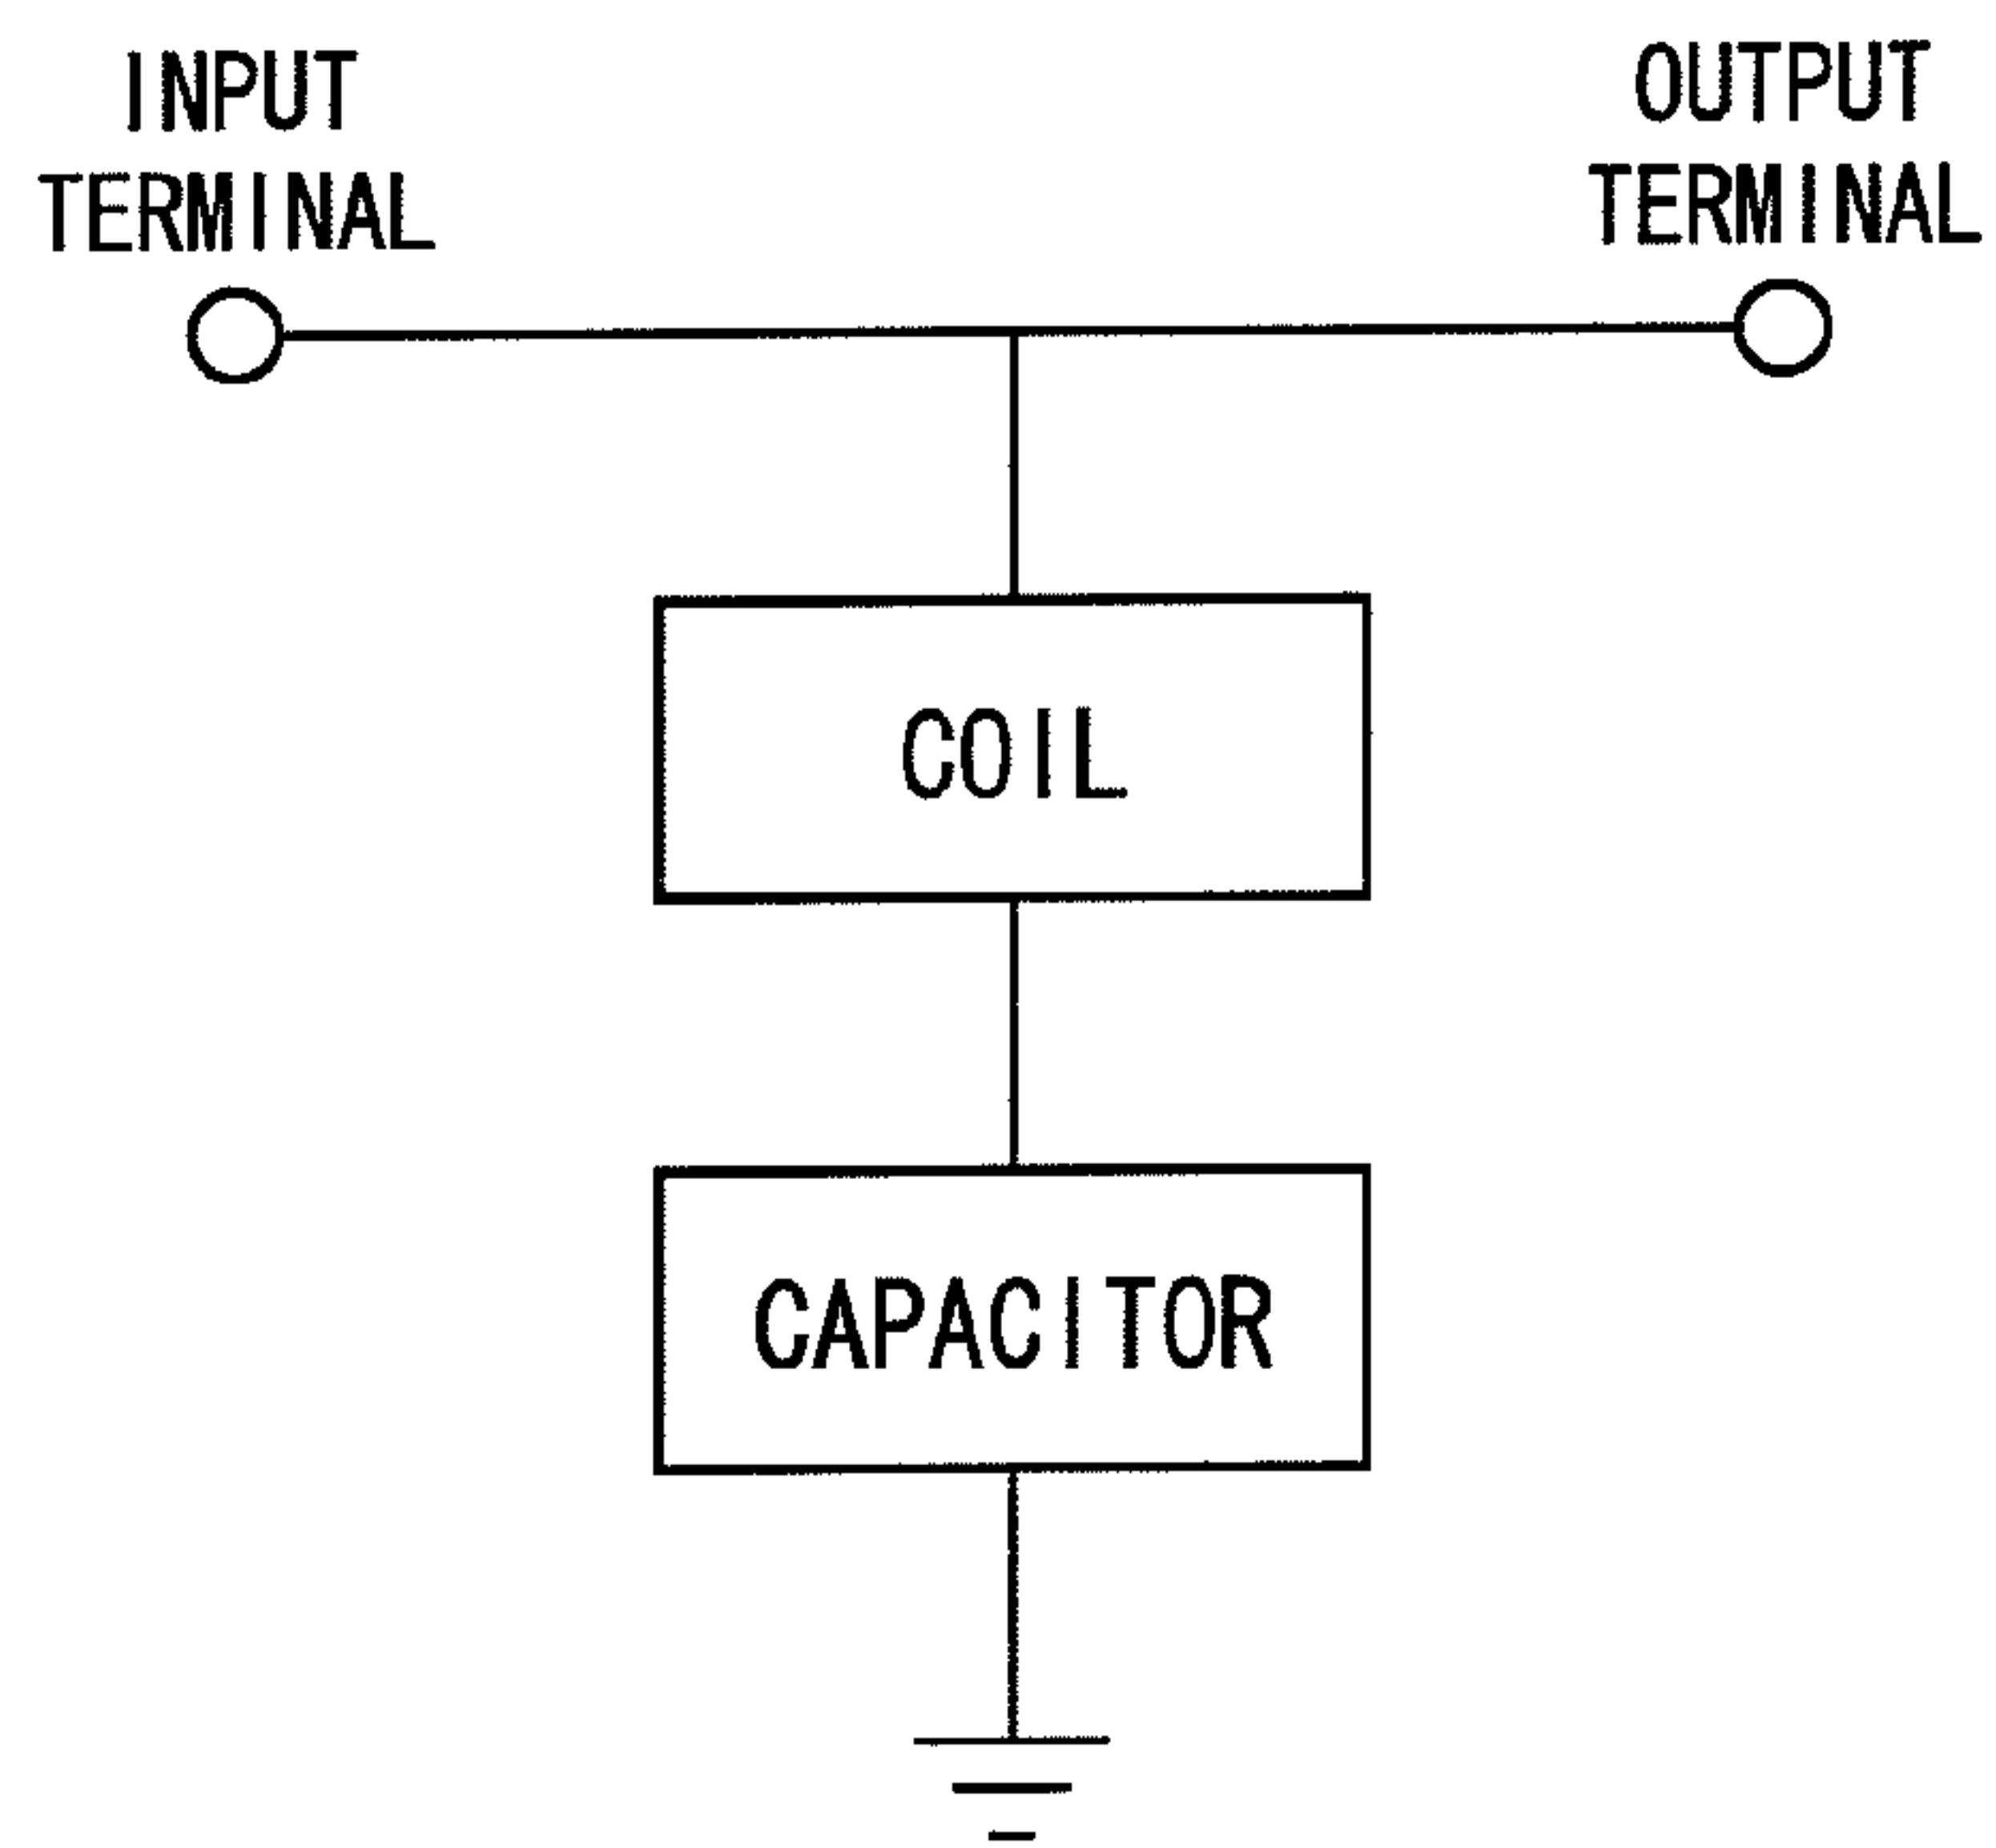 INPUT
TERMINAL
OUTPUT
TERMINAL
COIL
CAPACITOR